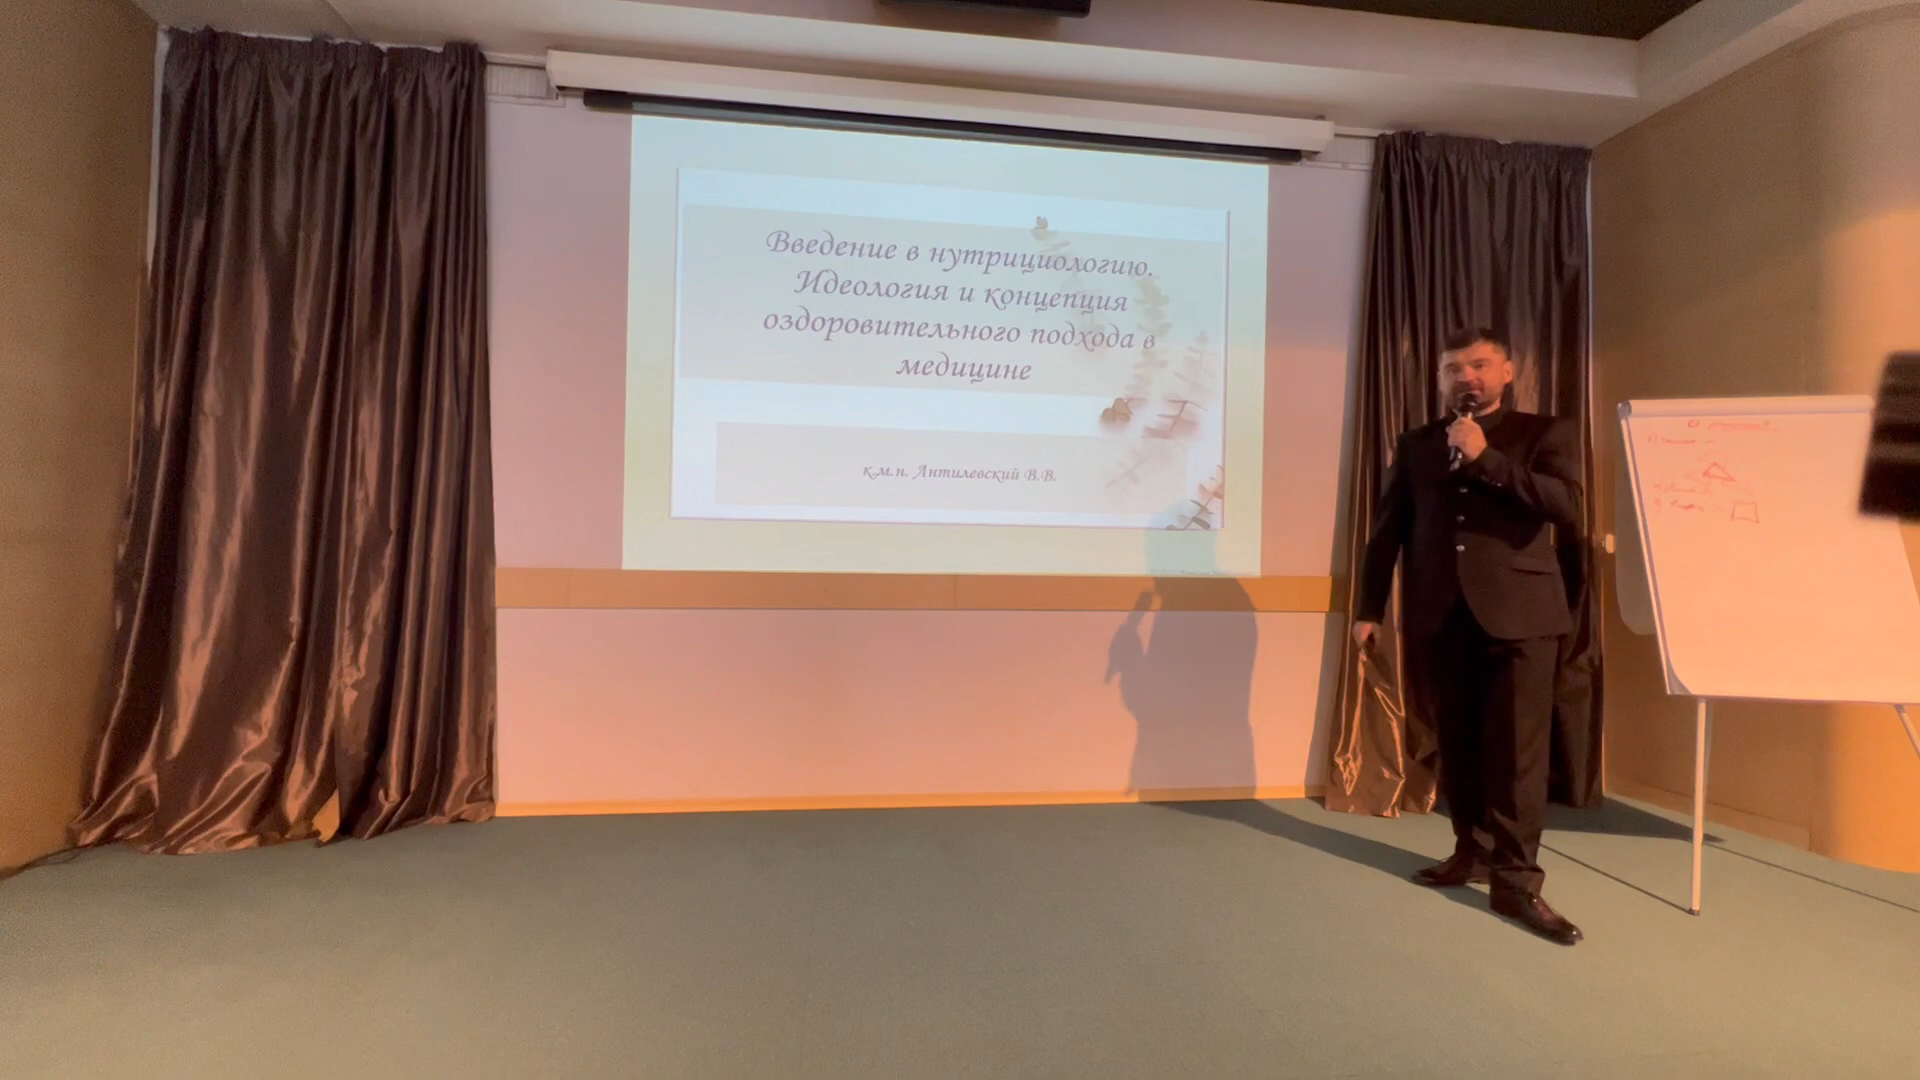 Введение в нутрициологию.
Идеология и концепция
оздоровительного подхода в
медицине
к.м.н. Антилевский В.В.